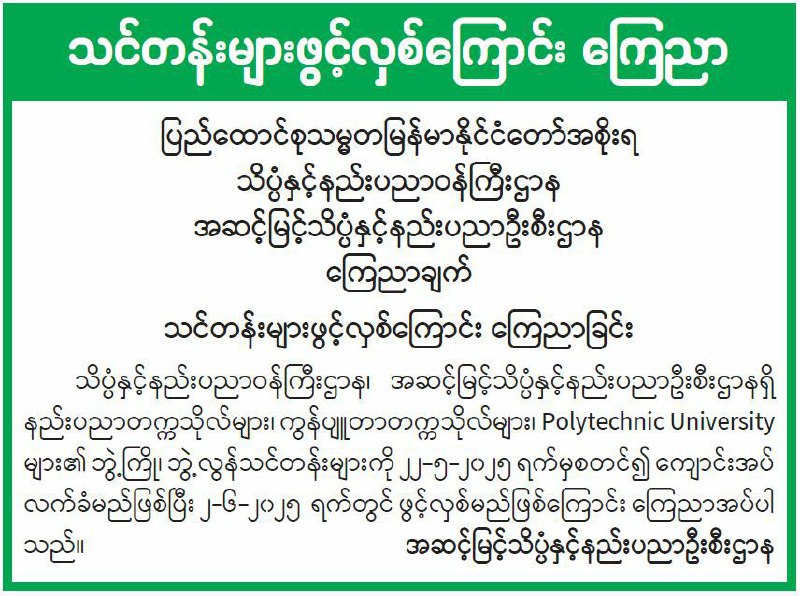 သင်တန်းများဖွင့်လှစ်ကြောင်း ကြေညာ
ပြည်ထောင်စုသမ္မတမြန်မာနိုင်ငံတော်အစိုးရ
သိပ္ပံနှင့်နည်းပညာဝန်ကြီးဌာန
အဆင့်မြင့်သိပ္ပံနှင့်နည်းပညာဦးစီးဌာန
ကြေညာချက်
သင်တန်းများဖွင့်လှစ်ကြောင်း ကြေညာခြင်း
သိပ္ပံနှင့်နည်းပညာဝန်ကြီးဌာန၊ အဆင့်မြင့်သိပ္ပံနှင့်နည်းပညာဦးစီးဌာနရှိ
နည်းပညာတက္ကသိုလ်များ၊ ကွန်ပျူတာတက္ကသိုလ်များ၊ Polytechnic University
များ၏ ဘွဲ့ကြို၊ ဘွဲ့လွန်သင်တန်းများကို ၂၂-၅-၂၀၂၅ ရက်မှစတင်၍ ကျောင်းအပ်
လက်ခံမည်ဖြစ်ပြီး ၂-၆-၂၀၂၅ ရက်တွင် ဖွင့်လှစ်မည်ဖြစ်ကြောင်း ကြေညာအပ်ပါ
သည်။ အဆင့်မြင့်သိပ္ပံနှင့်နည်းပညာဦးစီးဌာန